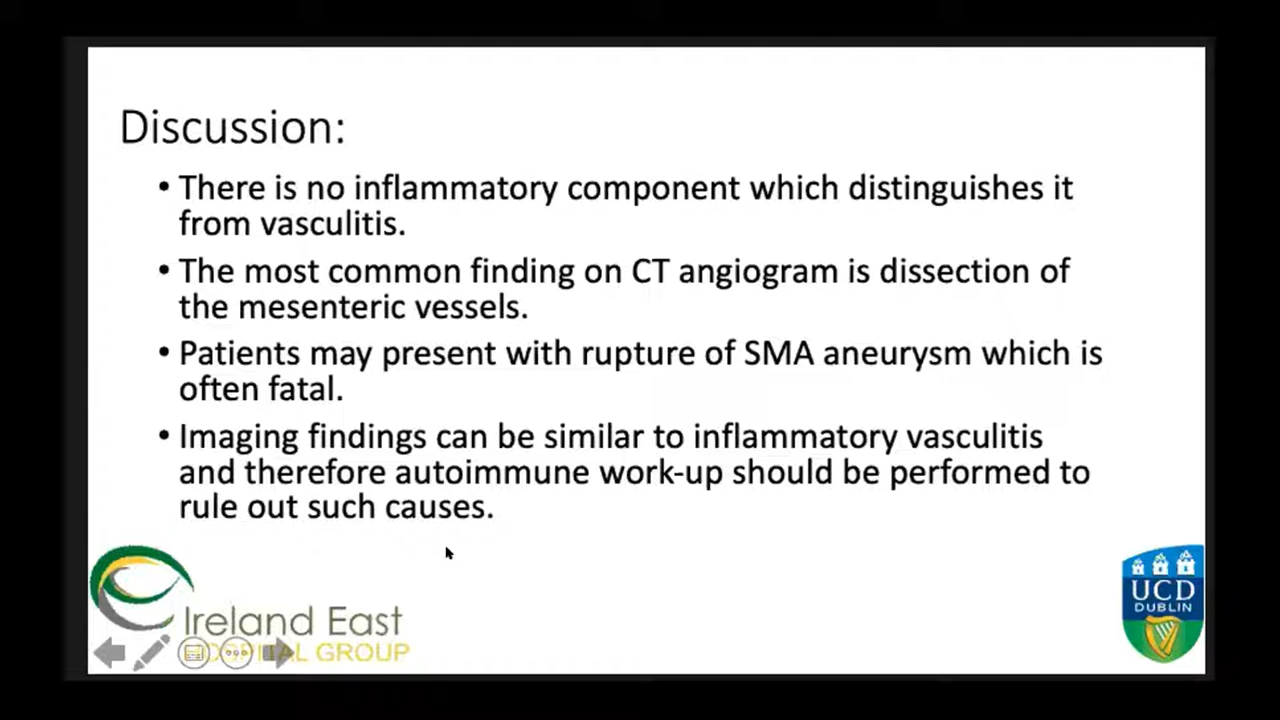 Discussion:
• There is no inflammatory component which distinguishes it
from vasculitis.
• The most common finding on CT angiogram is dissection of
the mesenteric vessels.
• Patients may present with rupture of SMA aneurysm which is
often fatal.
• Imaging findings can be similar to inflammatory vasculitis
and therefore autoimmune work-up should be performed to
rule out such causes.
Ireland East
HOSPITAL GROUP
UCD
DUBLIN